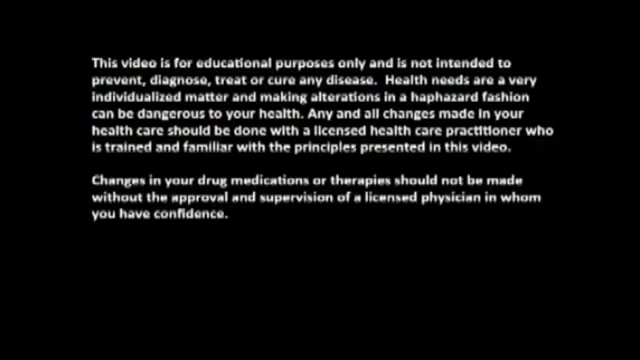 This video is for educational purposes only and is not intended to
prevent, diagnose, treat or cure any disease. Health needs are a very
individualized matter and making alterations in a haphazard fashion
can be dangerous to your health. Any and all changes made in your
health care should be done with a licensed health care practitioner who
is trained and familiar with the principles presented in this video.
Changes in your drug medications or therapies should not be made
without the approval and supervision of a licensed physician in whom
you have confidence.